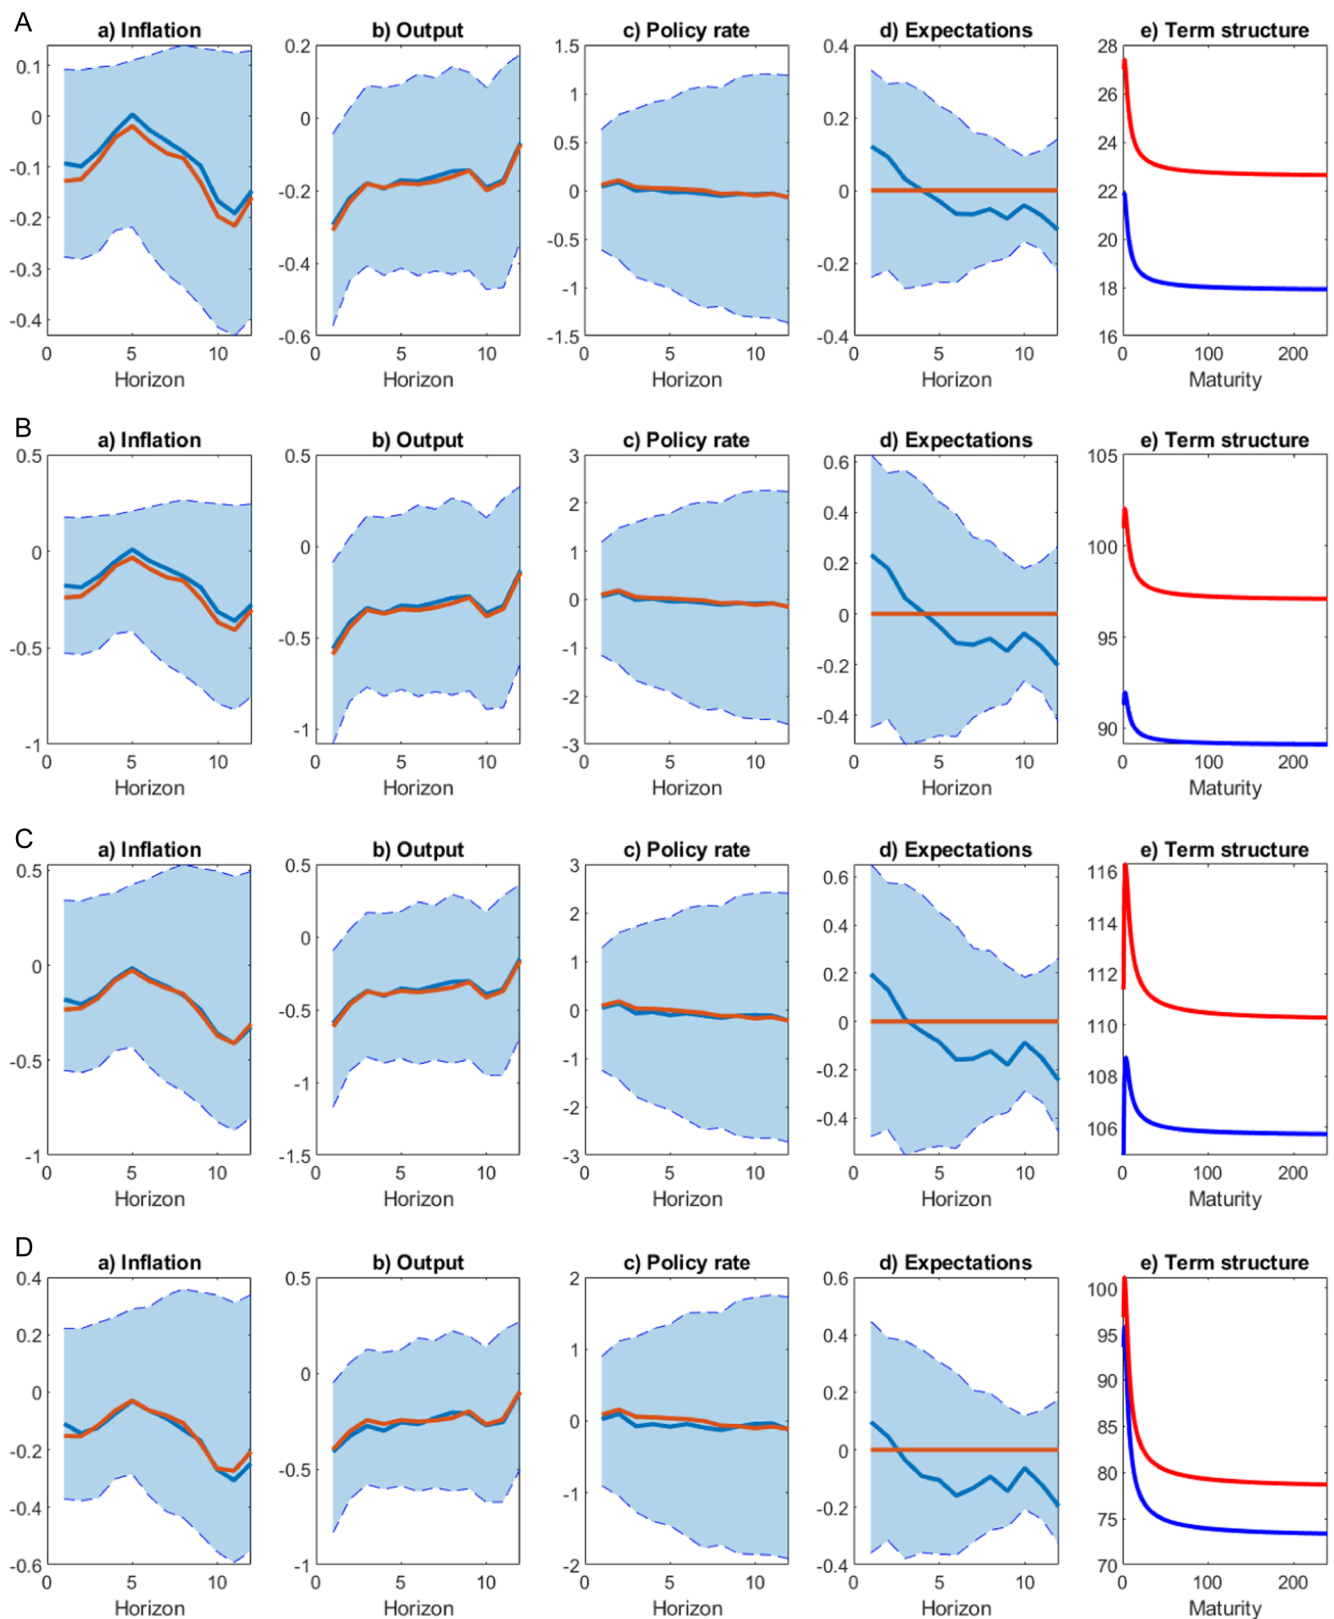 A
a) Inflation b) Output c) Policy rate d) Expectations e) Term structure
0.1 0 -0.1 -0.2 -0.3 -0.4
0.2 0 -0.2 -0.4 -0.6
1.5 1 0.5 0 -0.5 -1 -1.5
0.4 0.2 0 -0.2 -0.4
28 26 24 22 20 18 16
0 5 10 0 5 10 0 5 10 0 5 10 0 100 200
Horizon Horizon Horizon Horizon Maturity
B
a) Inflation b) Output c) Policy rate d) Expectations e) Term structure
0.5 0 -0.5 -1
0.5 0 -0.5 -1
3 2 1 0 -1 -2 -3
0.6 0.4 0.2 0 -0.2 -0.4
105 100 95 90
0 5 10 0 5 10 0 5 10 0 5 10 0 100 200
Horizon Horizon Horizon Horizon Maturity
C
a) Inflation b) Output c) Policy rate d) Expectations e) Term structure
0.5 0 -0.5 -1
0.5 0 -0.5 -1 -1.5
3 2 1 0 -1 -2 -3
0.6 0.4 0.2 0 -0.2 -0.4
116 114 112 110 108 106
0 5 10 0 5 10 0 5 10 0 5 10 0 100 200
Horizon Horizon Horizon Horizon Maturity
D
a) Inflation b) Output c) Policy rate d) Expectations e) Term structure
0.4 0.2 0 -0.2 -0.4 -0.6
0.5 0 -0.5 -1
2 1 0 -1 -2
0.6 0.4 0.2 0 -0.2 -0.4
100 95 90 85 80 75 70
0 5 10 0 5 10 0 5 10 0 5 10 0 100 200
Horizon Horizon Horizon Horizon Maturity